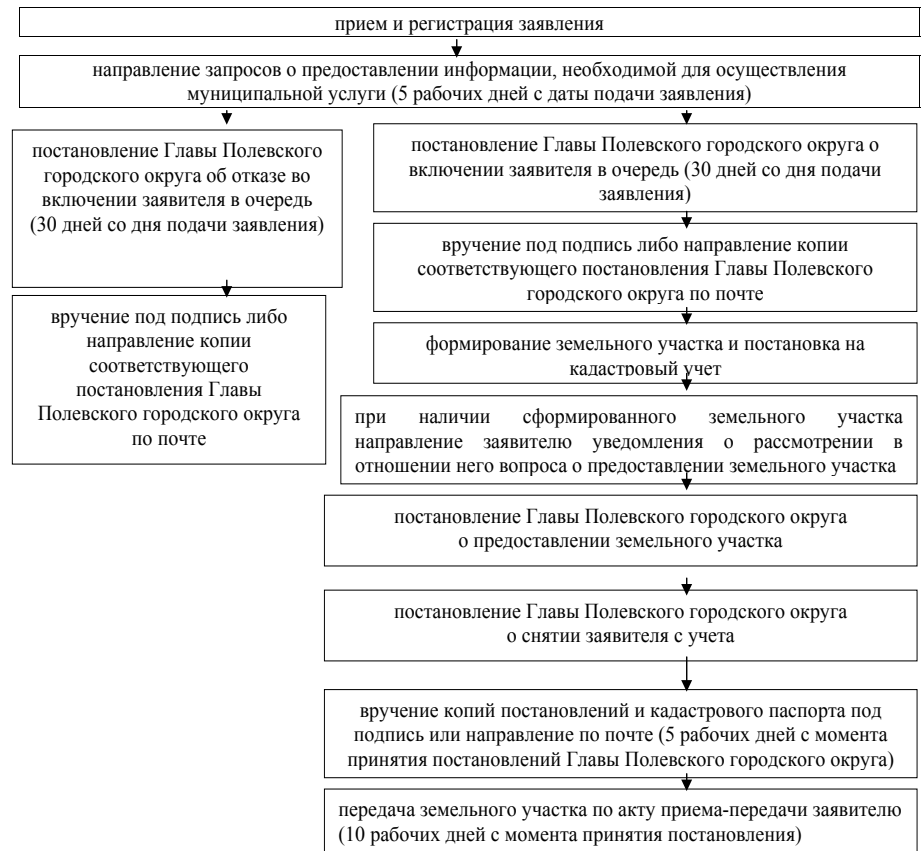 прием и регистрация заявления
направление запросов о предоставлении информации, необходимой для осуществления
муниципальной услуги (5 рабочих дней с даты подачи заявления)
постановление Главы Полевского
городского округа об отказе во
включении заявителя в очередь
(30 дней со дня подачи заявления)
вручение под подпись либо
направление копии
соответствующего
постановления Главы
Полевского городского округа
по почте
постановление Главы Полевского городского округа о
включении заявителя в очередь (30 дней со дня подачи
заявления)
вручение под подпись либо направление копии
соответствующего постановления Главы Полевского
городского округа по почте
формирование земельного участка и постановка на
кадастровый учет
при наличии сформированного земельного участка
направление заявителю уведомления о рассмотрении в
отношении него вопроса о предоставлении земельного участка
постановление Главы Полевского городского округа
о предоставлении земельного участка
постановление Главы Полевского городского округа
о снятии заявителя с учета
вручение копий постановлений и кадастрового паспорта под
подпись или направление по почте (5 рабочих дней с момента
принятия постановлений Главы Полевского городского округа)
передача земельного участка по акту приема-передачи заявителю
(10 рабочих дней с момента принятия постановления)